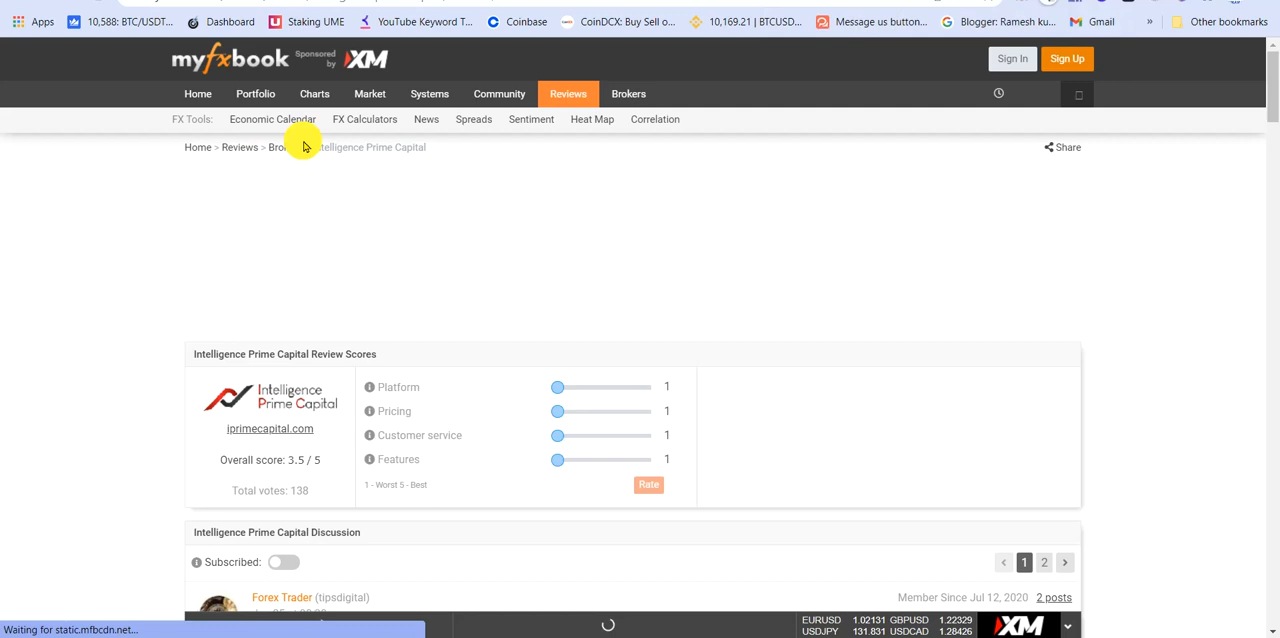 Apps 10,588: BTC/USDT... Dashboard Staking UME YouTube Keyword T... Coinbase CoinDCX: Buy Sell o... 10,169.21 | BTCUSD... Message us button... Blogger: Ramesh ku... Gmail » Other bookmarks
myfxbook Sponsored by XM Sign In Sign Up
Home Portfolio Charts Market Systems Community Reviews Brokers
FX Tools: Economic Calendar FX Calculators News Spreads Sentiment Heat Map Correlation
Home > Reviews > Bro ntelligence Prime Capital Share
Intelligence Prime Capital Review Scores
Intelligence Prime Capital
iprimecapital.com
Overall score: 3.5 / 5
Total votes: 138
Platform 1
Pricing 1
Customer service 1
Features 1
1 - Worst 5 - Best Rate
Intelligence Prime Capital Discussion
Subscribed: < 1 2 >
Forex Trader (tipsdigital) Member Since Jul 12, 2020 2 posts
EURUSD 1.02131 GBPUSD 1.22329
USDJPY 131.831 USDCAD 1.28426
XM
Waiting for static.mfbcdn.net...